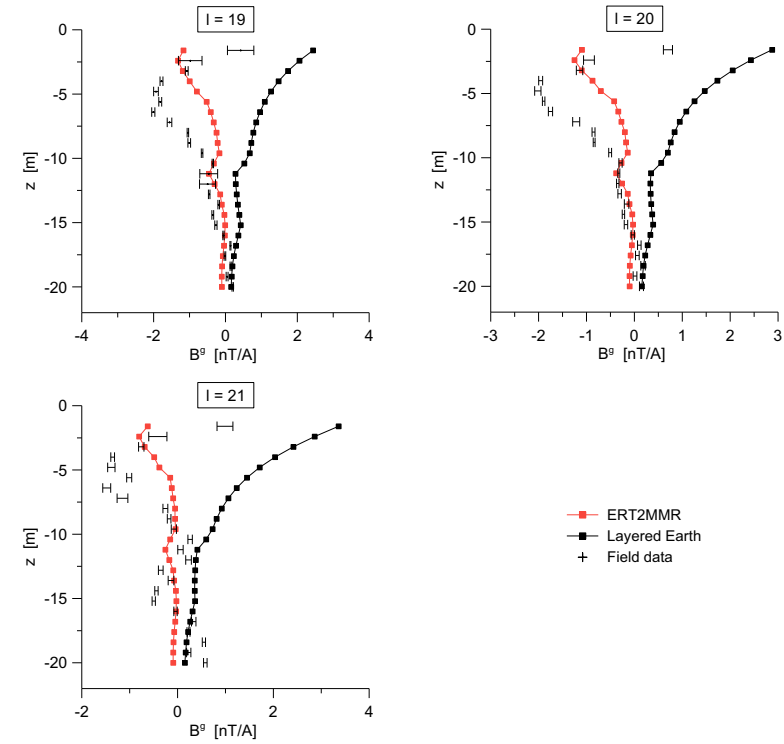 l = 19
0
-5
-10
-15
-20
z [m]
-4
-2
0
2
4
Bᵍ [nT/A]
l = 20
0
-5
-10
-15
-20
z [m]
-3
-2
-1
0
1
2
3
Bᵍ [nT/A]
l = 21
0
-5
-10
-15
-20
z [m]
-2
0
2
4
Bᵍ [nT/A]
ERT2MMR
Layered Earth
Field data